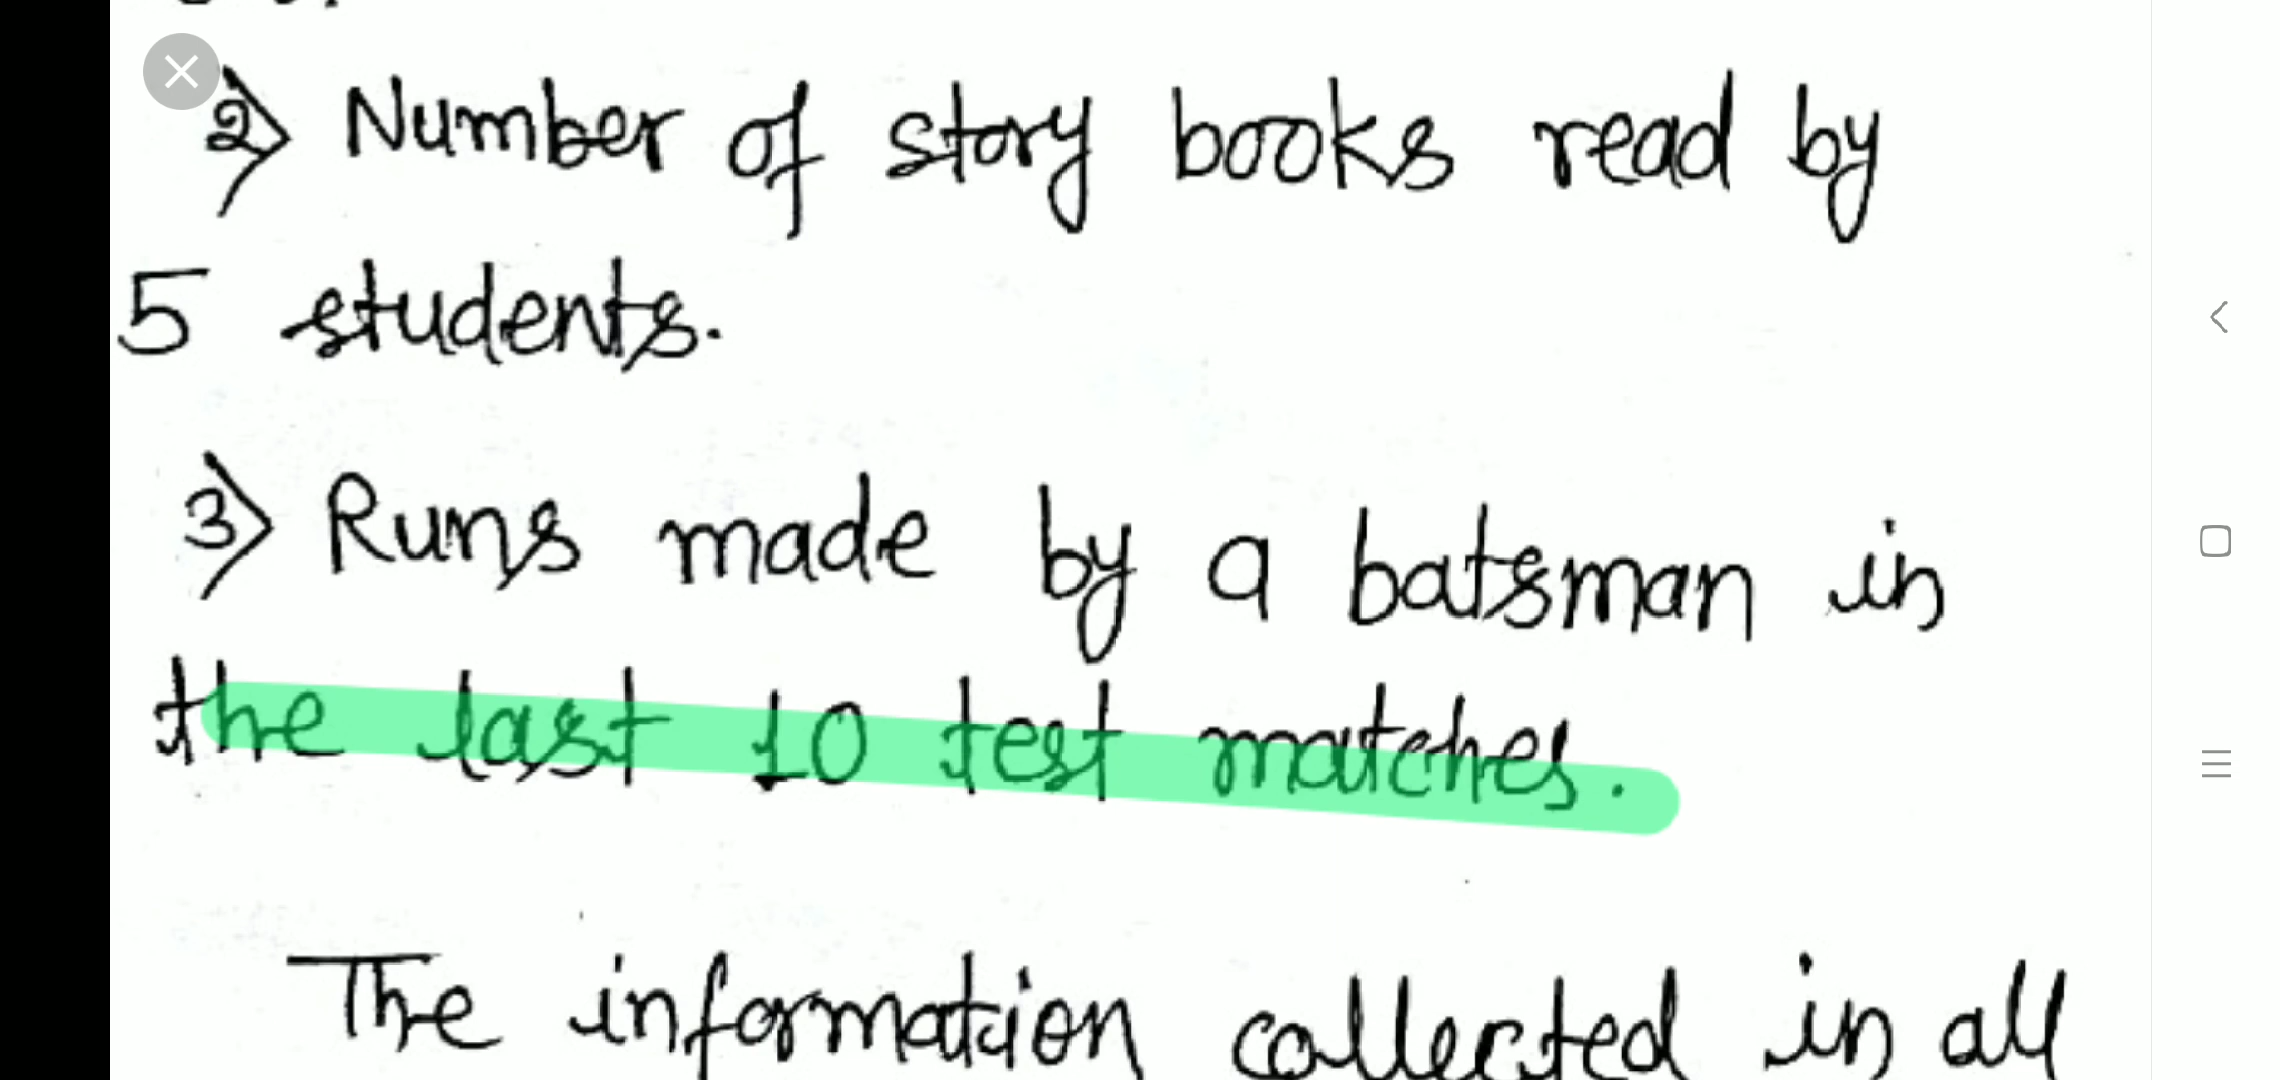 2) Number of story books read by
5 students.
3) Runs made by a batsman in
the last 10 test matches.
The information collected in all